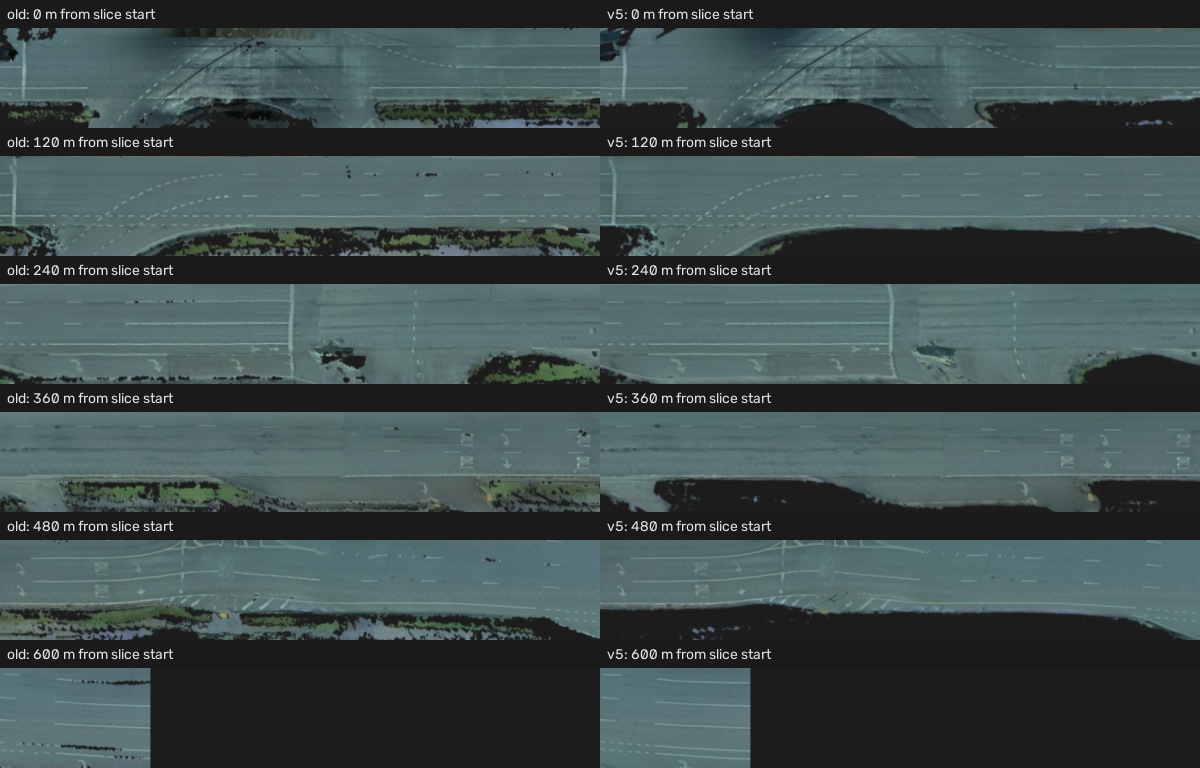 old: 0 m from slice start
v5: 0 m from slice start
old: 120 m from slice start
v5: 120 m from slice start
old: 240 m from slice start
v5: 240 m from slice start
old: 360 m from slice start
v5: 360 m from slice start
old: 480 m from slice start
v5: 480 m from slice start
old: 600 m from slice start
v5: 600 m from slice start